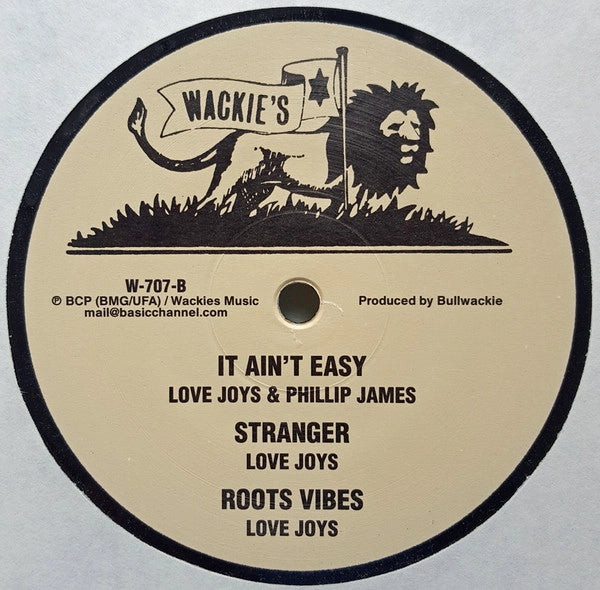 WACKIE'S
W-707-B
℗ BCP (BMG/UFA) / Wackies Music
mail@basicchannel.com
Produced by Bullwackie
IT AIN'T EASY
LOVE JOYS & PHILLIP JAMES
STRANGER
LOVE JOYS
ROOTS VIBES
LOVE JOYS